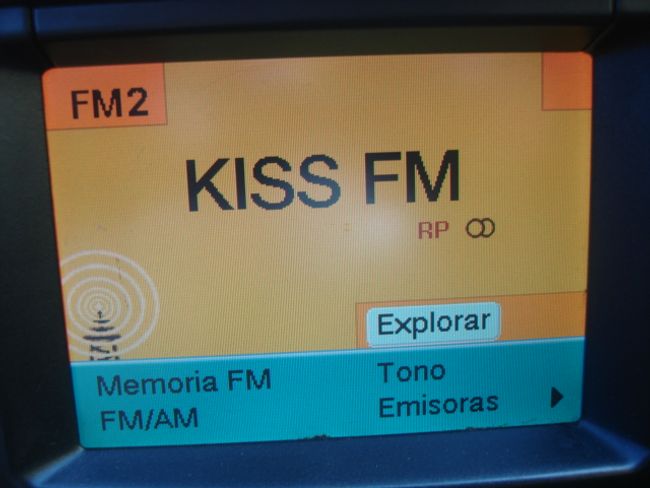 FM2
KISS FM
RP
Explorar
Memoria FM
Tono
FM/AM
Emisoras